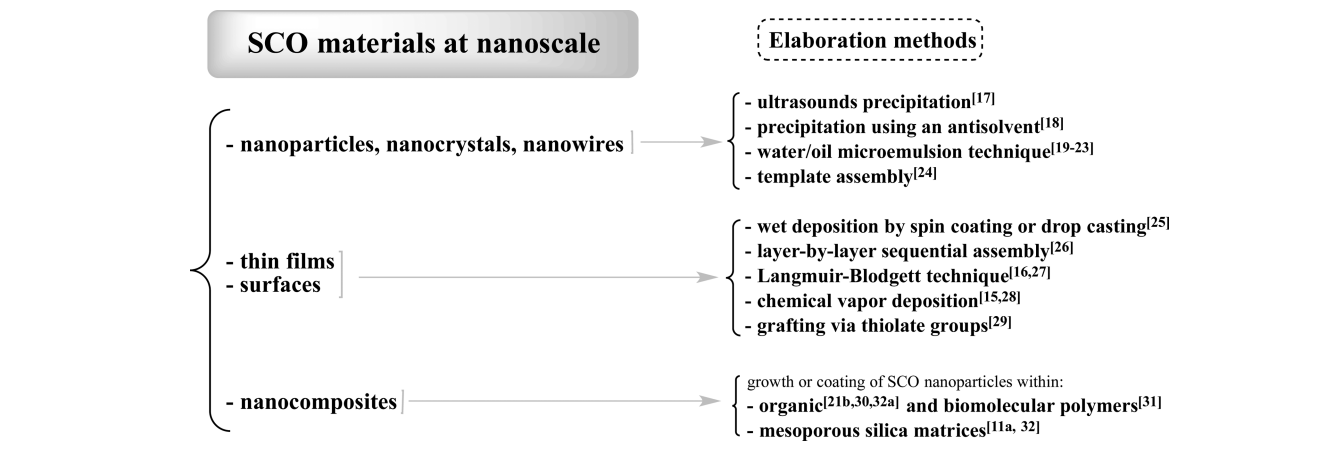 SCO materials at nanoscale
Elaboration methods
- nanoparticles, nanocrystals, nanowires
- ultrasounds precipitation[17]
- precipitation using an antisolvent[18]
- water/oil microemulsion technique[19-23]
- template assembly[24]
- thin films
- surfaces
- wet deposition by spin coating or drop casting[25]
- layer-by-layer sequential assembly[26]
- Langmuir-Blodgett technique[16,27]
- chemical vapor deposition[15,28]
- grafting via thiolate groups[29]
- nanocomposites
growth or coating of SCO nanoparticles within:
- organic[21b,30,32a] and biomolecular polymers[31]
- mesoporous silica matrices[11a, 32]